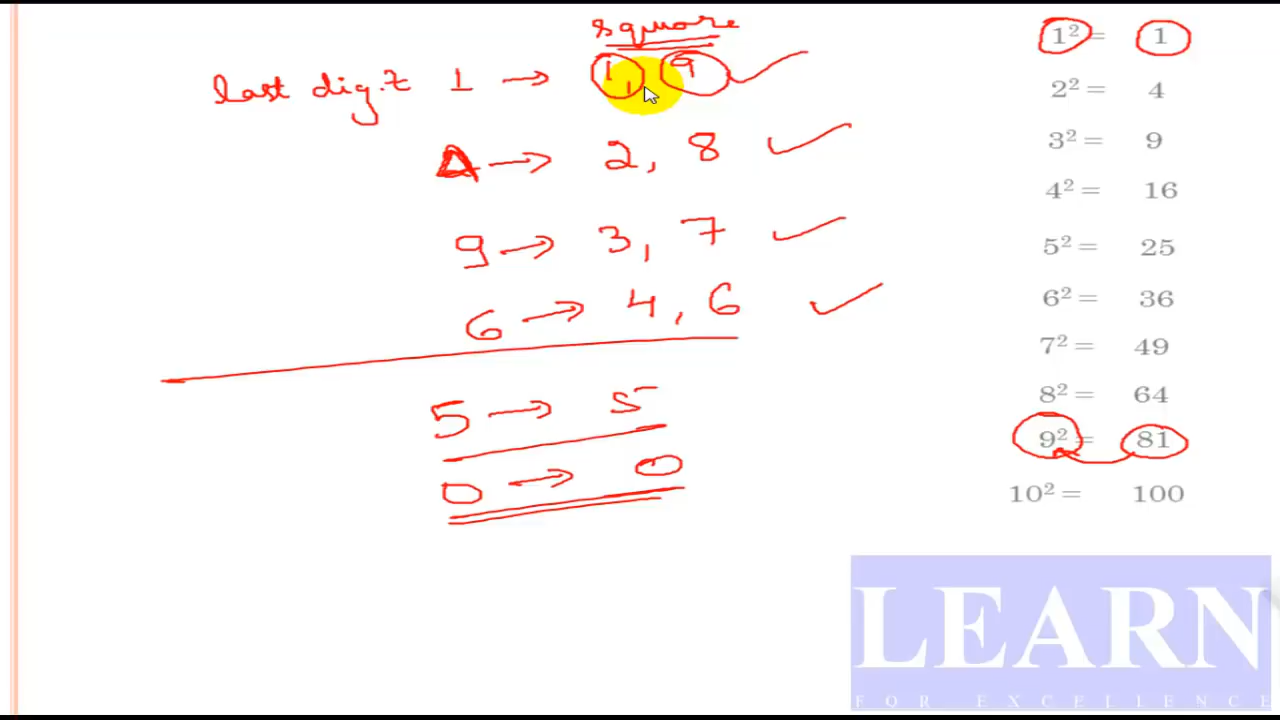 square
last digit 1 → 1, 9
4 → 2, 8
9 → 3, 7
6 → 4, 6
5 → 5
0 → 0
1² = 1
2² = 4
3² = 9
4² = 16
5² = 25
6² = 36
7² = 49
8² = 64
9² = 81
10² = 100
LEARN
FOR EXCELLENCE